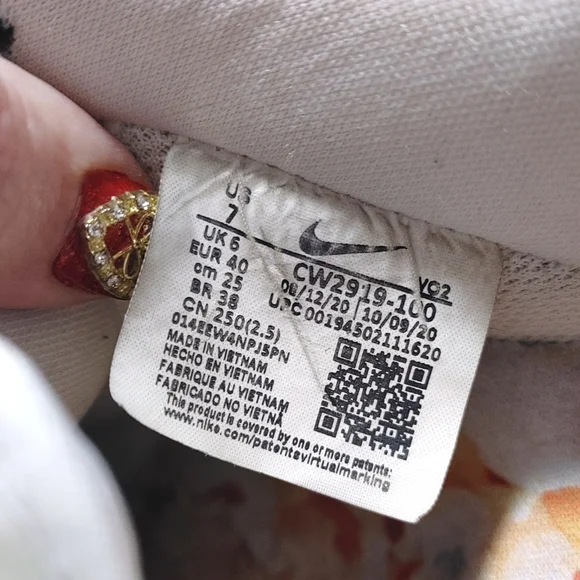 US
7
UK 6
EUR 40
cm 25
BR 38
CN 250(2.5)
014EEW4NPJ5PN
MADE IN VIETNAM
HECHO EN VIETNAM
FABRIQUE AU VIETNAM
FABRICADO NO VIETNÃ
This product is covered by one or more patents:
www.nike.com/patentsvirtualmarking
YO2
CW2919-100
08/12/20 10/09/20
UPC 00194502111620